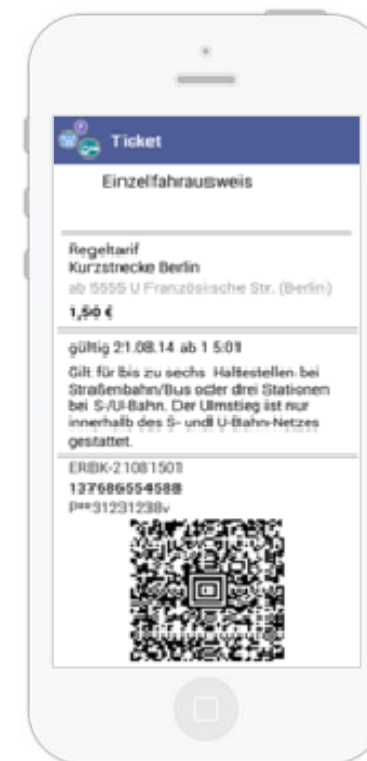 Ticket
Einzelfahrausweis
Regeltarif
Kurzstrecke Berlin
ab 5555 U Französische Str. (Berlin)
1,50 €
gültig 21.08.14 ab 15:01
Gilt für bis zu sechs Haltestellen bei
Straßenbahn/Bus oder drei Stationen
bei S-/U-Bahn. Der Umstieg ist nur
innerhalb des S- und U-Bahn-Netzes
gestattet.
ERBK-21081501
137686554588
P**31231238v